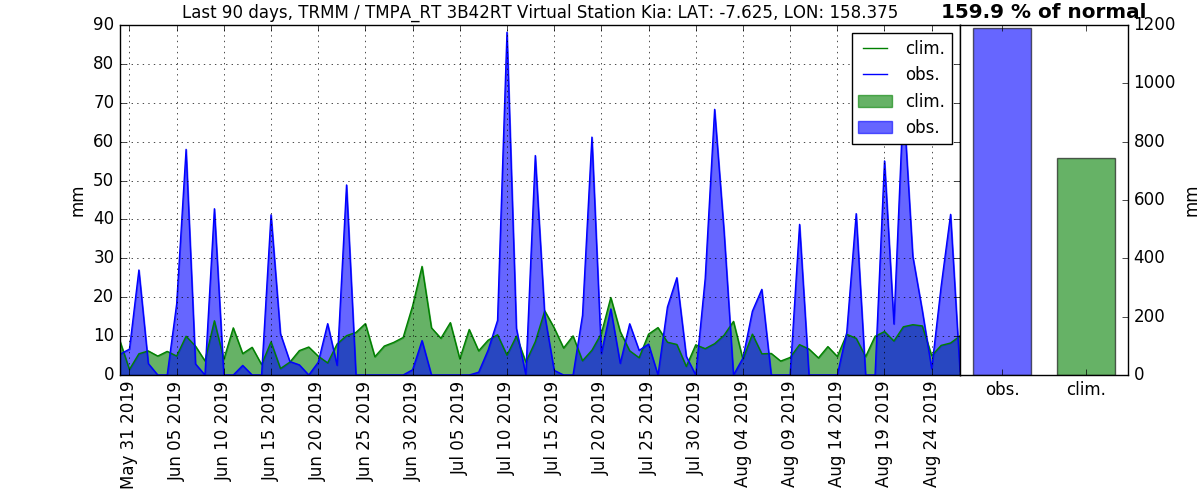 Last 90 days, TRMM / TMPA_RT 3B42RT Virtual Station Kia: LAT: -7.625, LON: 158.375
159.9 % of normal
90
80
70
60
50
40
30
20
10
0
mm
clim.
obs.
clim.
obs.
1200
1000
800
600
400
200
0
mm
obs.
clim.
May 31 2019
Jun 05 2019
Jun 10 2019
Jun 15 2019
Jun 20 2019
Jun 25 2019
Jun 30 2019
Jul 05 2019
Jul 10 2019
Jul 15 2019
Jul 20 2019
Jul 25 2019
Jul 30 2019
Aug 04 2019
Aug 09 2019
Aug 14 2019
Aug 19 2019
Aug 24 2019